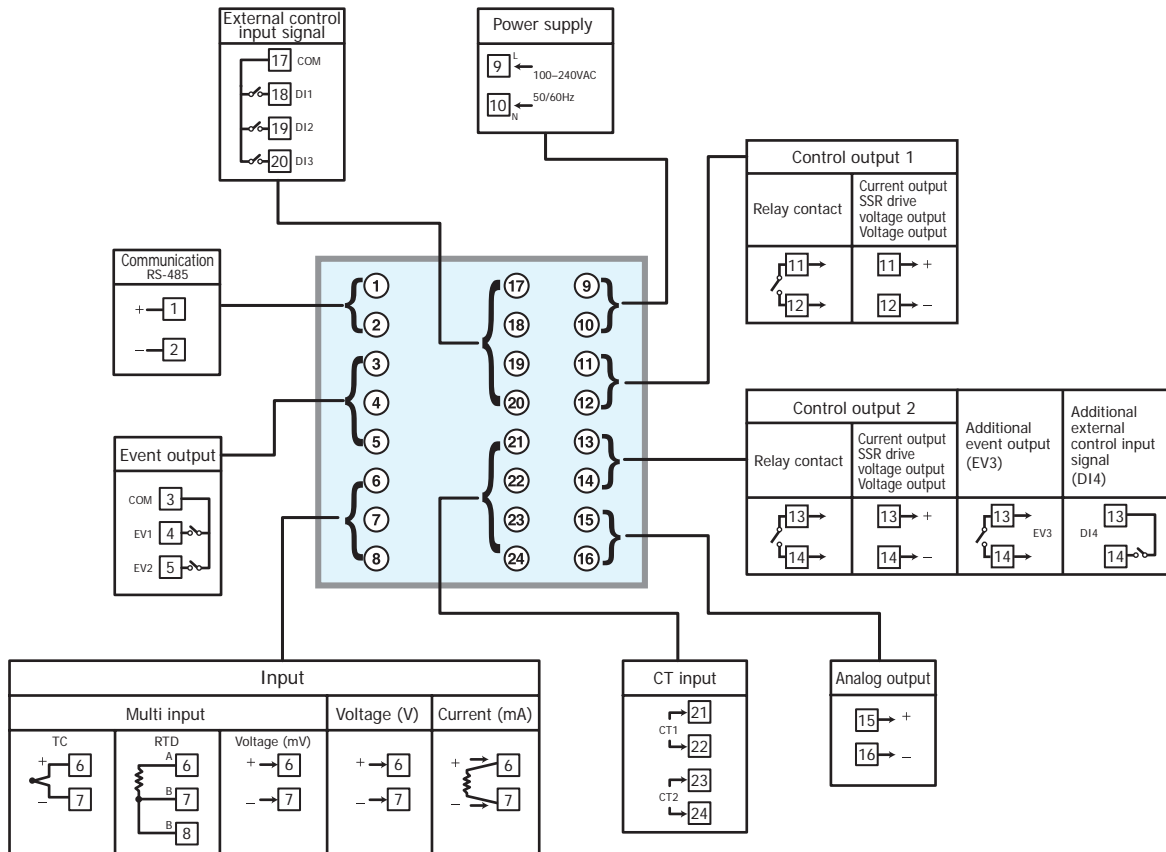 External control
input signal
17 COM
18 DI1
19 DI2
20 DI3
Power supply
9 L
100–240VAC
10 N
50/60Hz
Control output 1
Relay contact
Current output
SSR drive
voltage output
Voltage output
11
12
11 +
12 –
Communication
RS-485
+ 1
– 2
1
2
3
4
5
6
7
8
17
18
19
20
21
22
23
24
9
10
11
12
13
14
15
16
Event output
COM 3
EV1 4
EV2 5
Control output 2
Relay contact
Current output
SSR drive
voltage output
Voltage output
Additional
event output
(EV3)
Additional
external
control input
signal
(DI4)
13
14
13 +
14 –
13
EV3
14
13
DI4
14
Input
Multi input
Voltage (V)
Current (mA)
TC
+ 6
– 7
RTD
A 6
B 7
B 8
Voltage (mV)
+ 6
– 7
+ 6
– 7
+ 6
– 7
CT input
21
CT1
22
23
CT2
24
Analog output
15 +
16 –